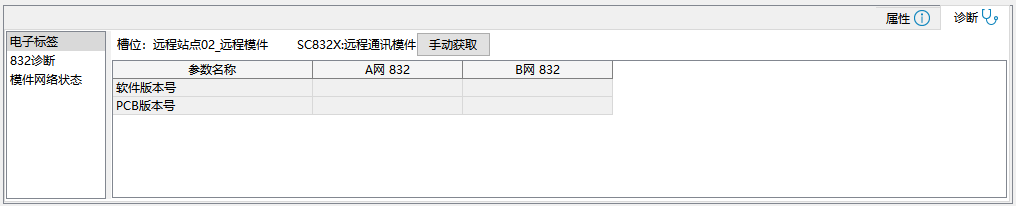 属性 诊断
电子标签
832诊断
模件网络状态
槽位：远程站点02_远程模件 SC832X:远程通讯模件 手动获取
参数名称 A网 832 B网 832
软件版本号
PCB版本号